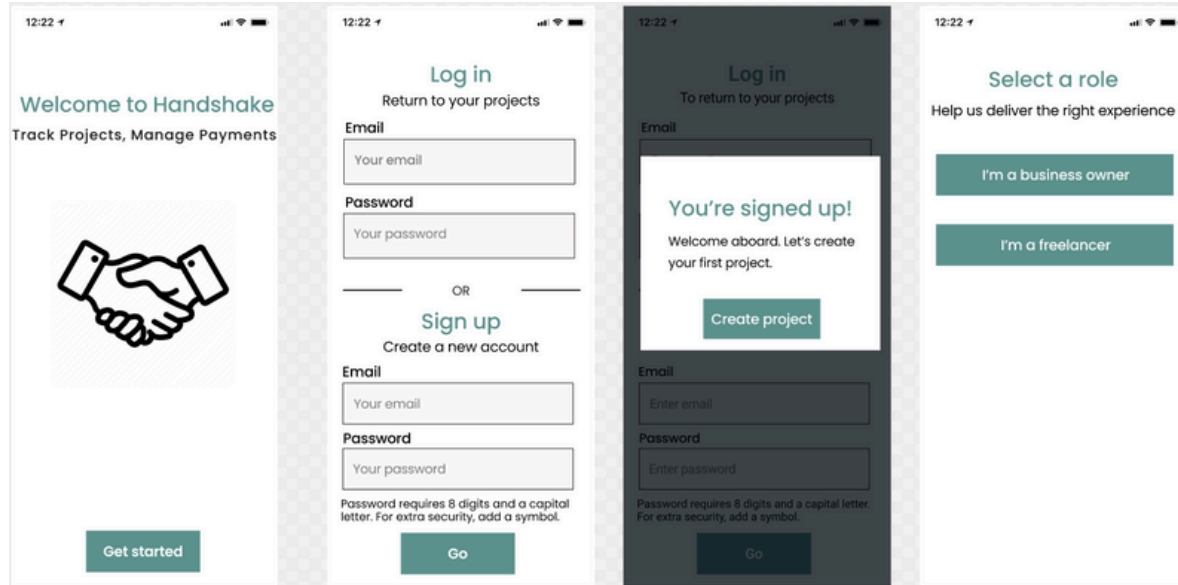 12:22
Welcome to Handshake
Track Projects, Manage Payments
Get started
12:22
Log in
Return to your projects
Email
Your email
Password
Your password
OR
Sign up
Create a new account
Email
Your email
Password
Your password
Password requires 8 digits and a capital
letter. For extra security, add a symbol.
Go
12:22
Log in
To return to your projects
Email
You're signed up!
Welcome aboard. Let's create
your first project.
Create project
Email
Enter email
Password
Enter password
Password requires 8 digits and a capital letter.
For extra security, add a symbol.
Go
12:22
Select a role
Help us deliver the right experience
I'm a business owner
I'm a freelancer